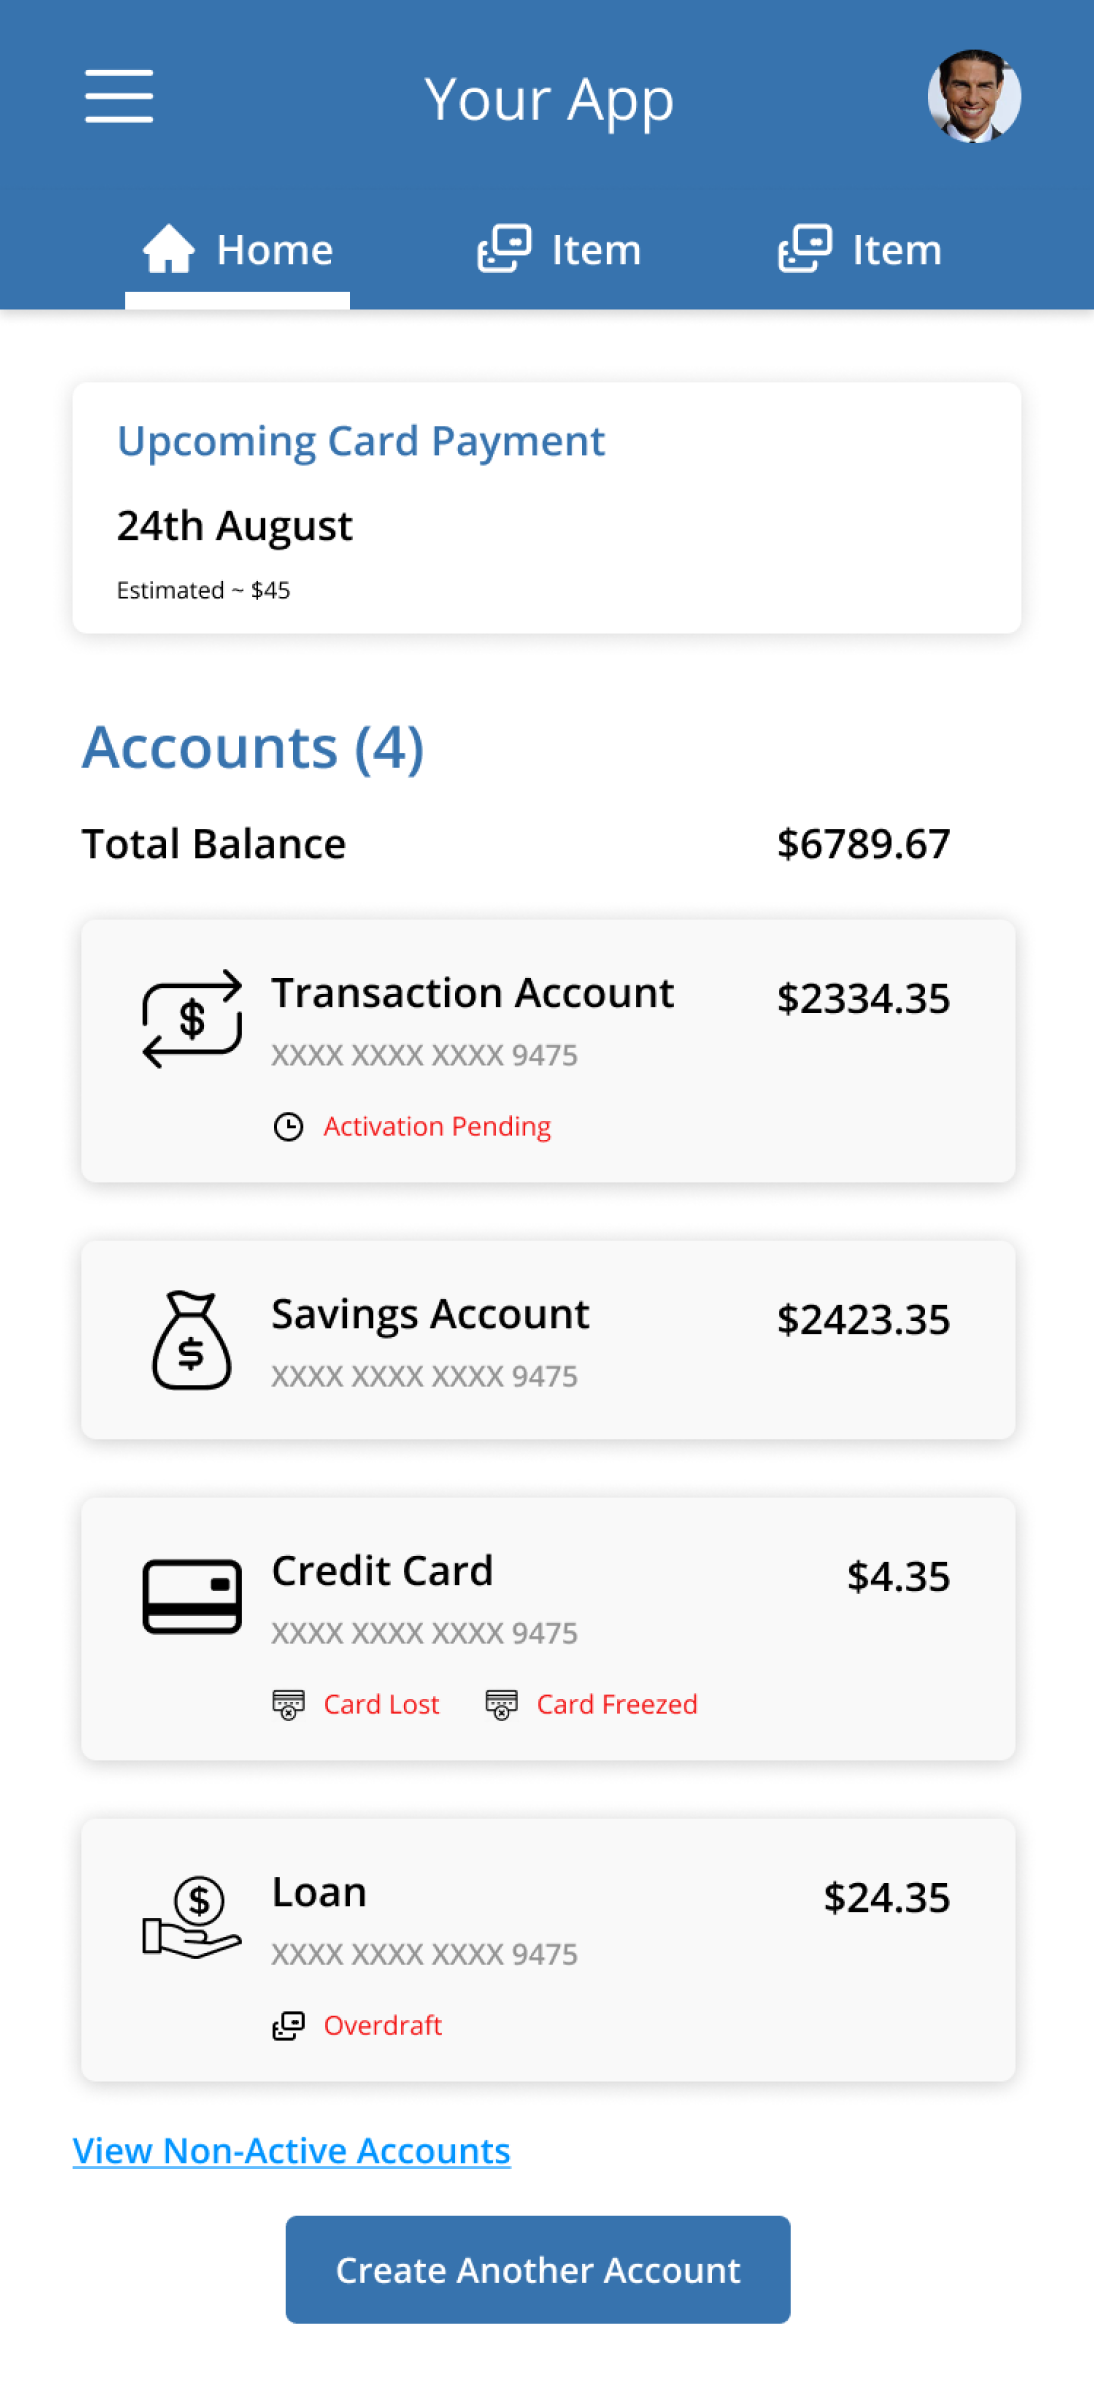 Your App
Home Item Item
Upcoming Card Payment
24th August
Estimated ~ $45
Accounts (4)
Total Balance $6789.67
Transaction Account $2334.35
XXXX XXXX XXXX 9475
Activation Pending
Savings Account $2423.35
XXXX XXXX XXXX 9475
Credit Card $4.35
XXXX XXXX XXXX 9475
Card Lost Card Freezed
Loan $24.35
XXXX XXXX XXXX 9475
Overdraft
View Non-Active Accounts
Create Another Account